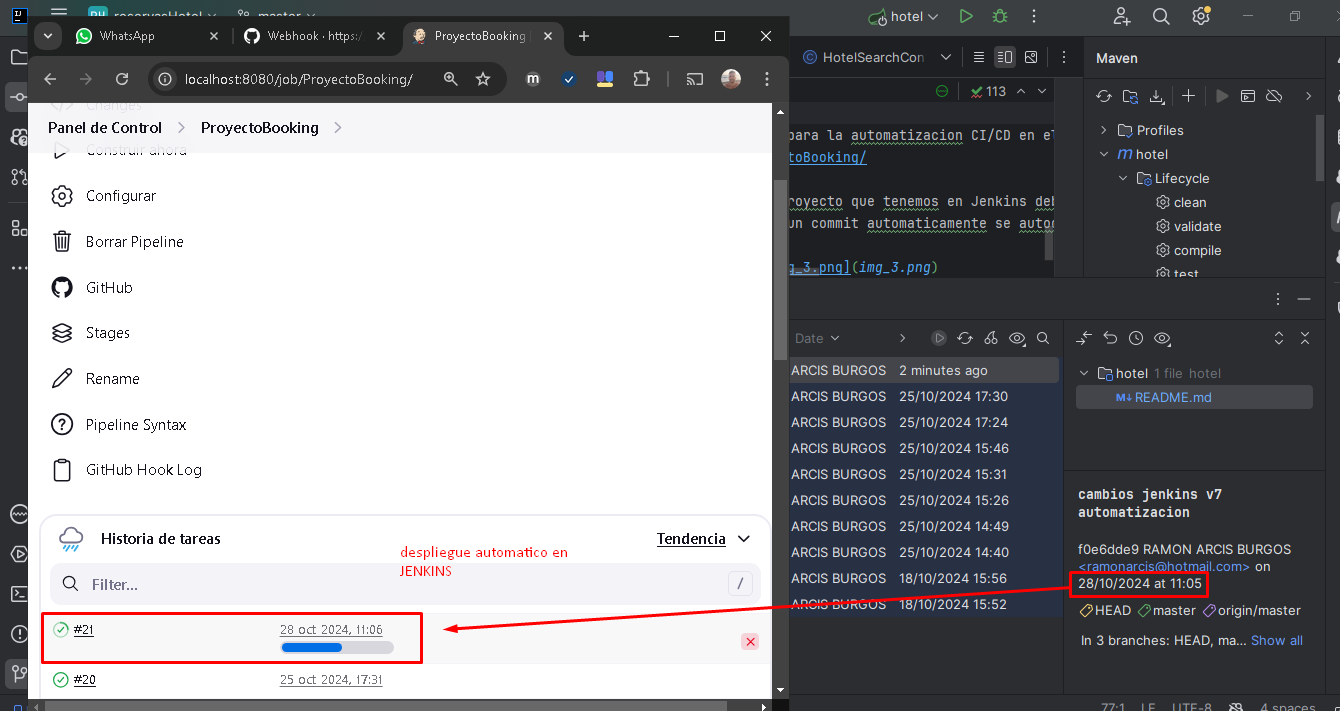 reservasHotel
master
hotel
WhatsApp
Webhook · https:/
ProyectoBooking
localhost:8080/job/ProyectoBooking/
HotelSearchCon
Maven
113
Changes
Panel de Control
ProyectoBooking
Construir ahora
Configurar
Borrar Pipeline
GitHub
Stages
Rename
Pipeline Syntax
GitHub Hook Log
para la automatizacion CI/CD en el
toBooking/
royecto que tenemos en Jenkins deb
un commit automaticamente se autog
g_3.png](img_3.png)
Profiles
hotel
Lifecycle
clean
validate
compile
test
Date
ARCIS BURGOS 2 minutes ago
ARCIS BURGOS 25/10/2024 17:30
ARCIS BURGOS 25/10/2024 17:24
ARCIS BURGOS 25/10/2024 15:46
ARCIS BURGOS 25/10/2024 15:31
ARCIS BURGOS 25/10/2024 15:26
ARCIS BURGOS 25/10/2024 14:49
ARCIS BURGOS 25/10/2024 14:40
ARCIS BURGOS 18/10/2024 15:56
ARCIS BURGOS 18/10/2024 15:52
hotel 1 file hotel
README.md
cambios jenkins v7
automatizacion
f0e6dde9 RAMON ARCIS BURGOS
<ramonarcis@hotmail.com> on
28/10/2024 at 11:05
HEAD master origin/master
In 3 branches: HEAD, ma... Show all
Historia de tareas
Tendencia
despliegue automatico en
JENKINS
Filter...
/
#21 28 oct 2024, 11:06
#20 25 oct 2024, 17:31
77:1 LF UTF-8 4 spaces